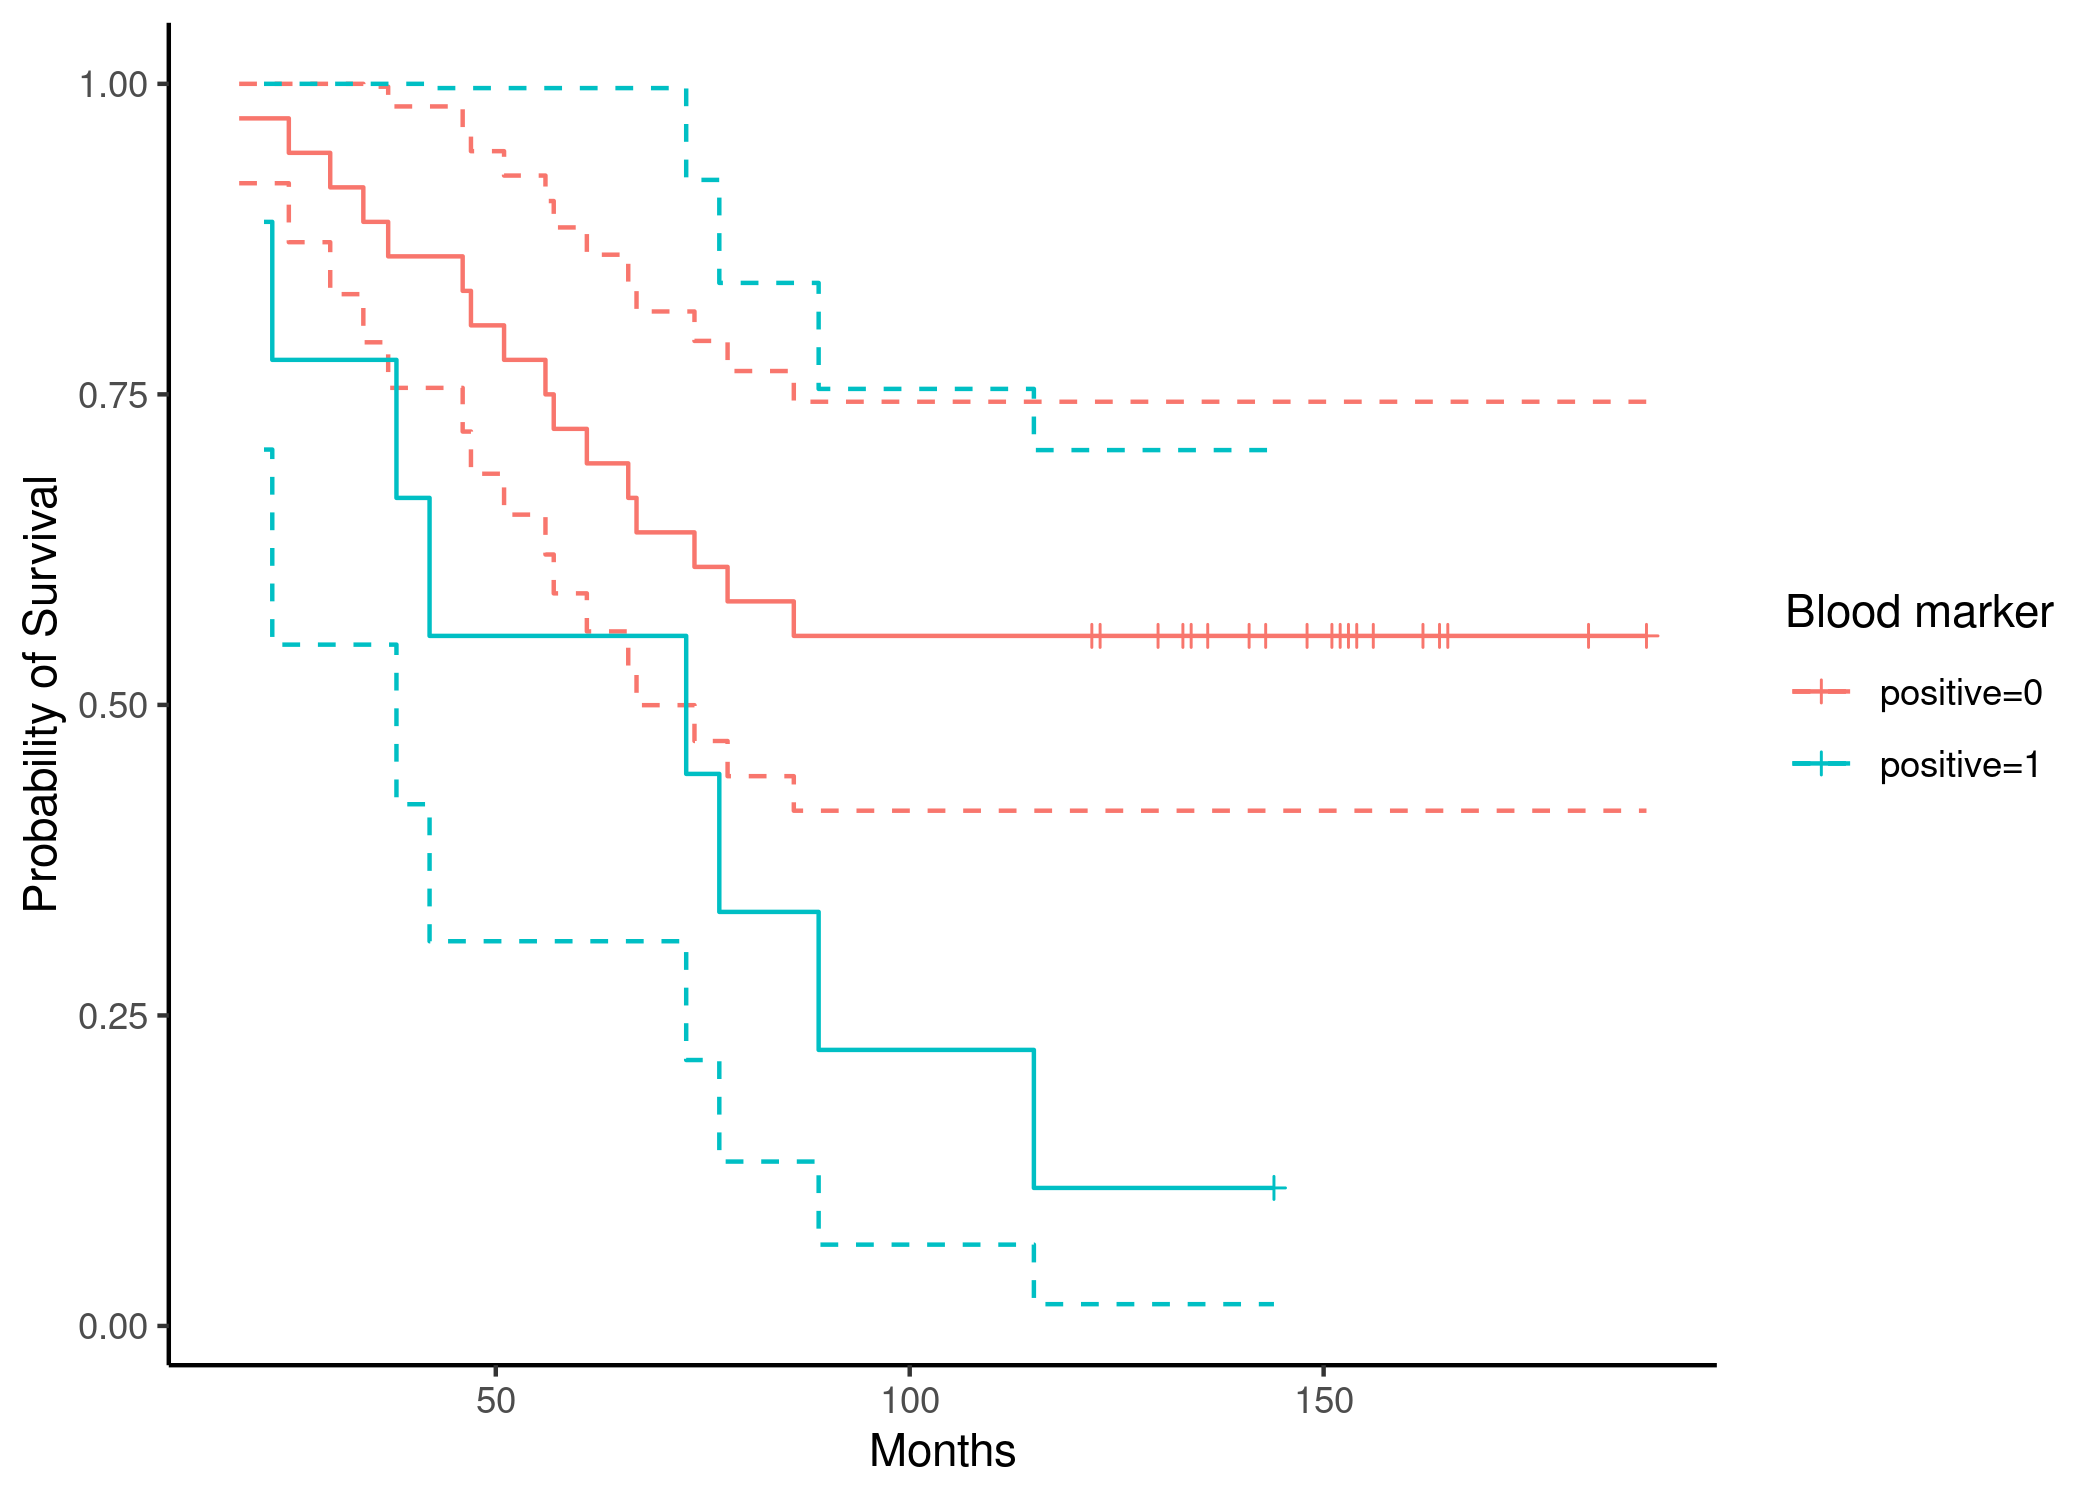 Probability of Survival
1.00
0.75
0.50
0.25
0.00
50 100 150
Months
Blood marker
positive=0
positive=1